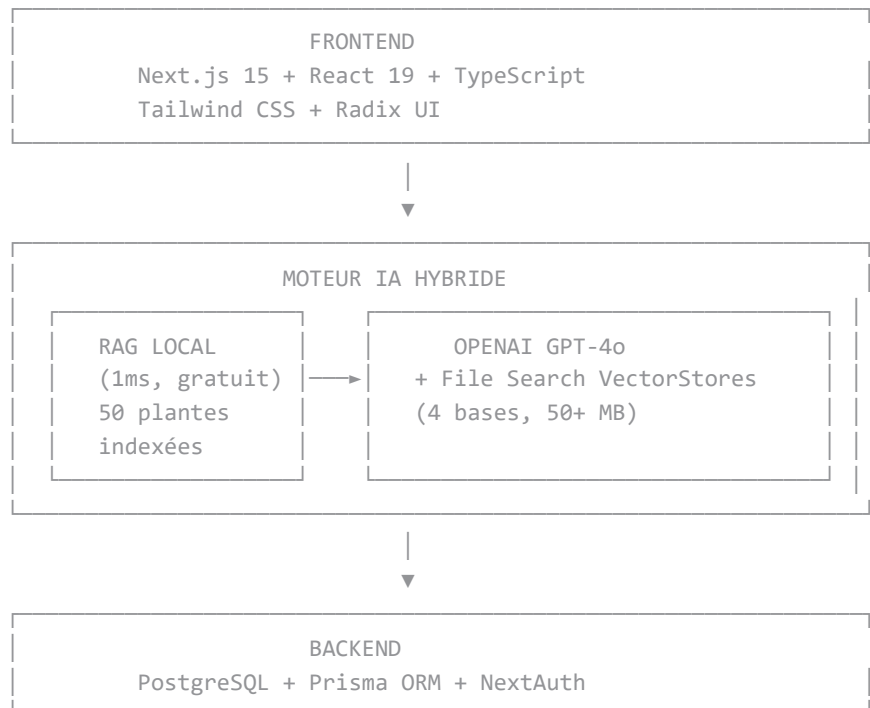 FRONTEND
Next.js 15 + React 19 + TypeScript
Tailwind CSS + Radix UI
MOTEUR IA HYBRIDE
RAG LOCAL
(1ms, gratuit)
50 plantes
indexées
OPENAI GPT-4o
+ File Search VectorStores
(4 bases, 50+ MB)
BACKEND
PostgreSQL + Prisma ORM + NextAuth